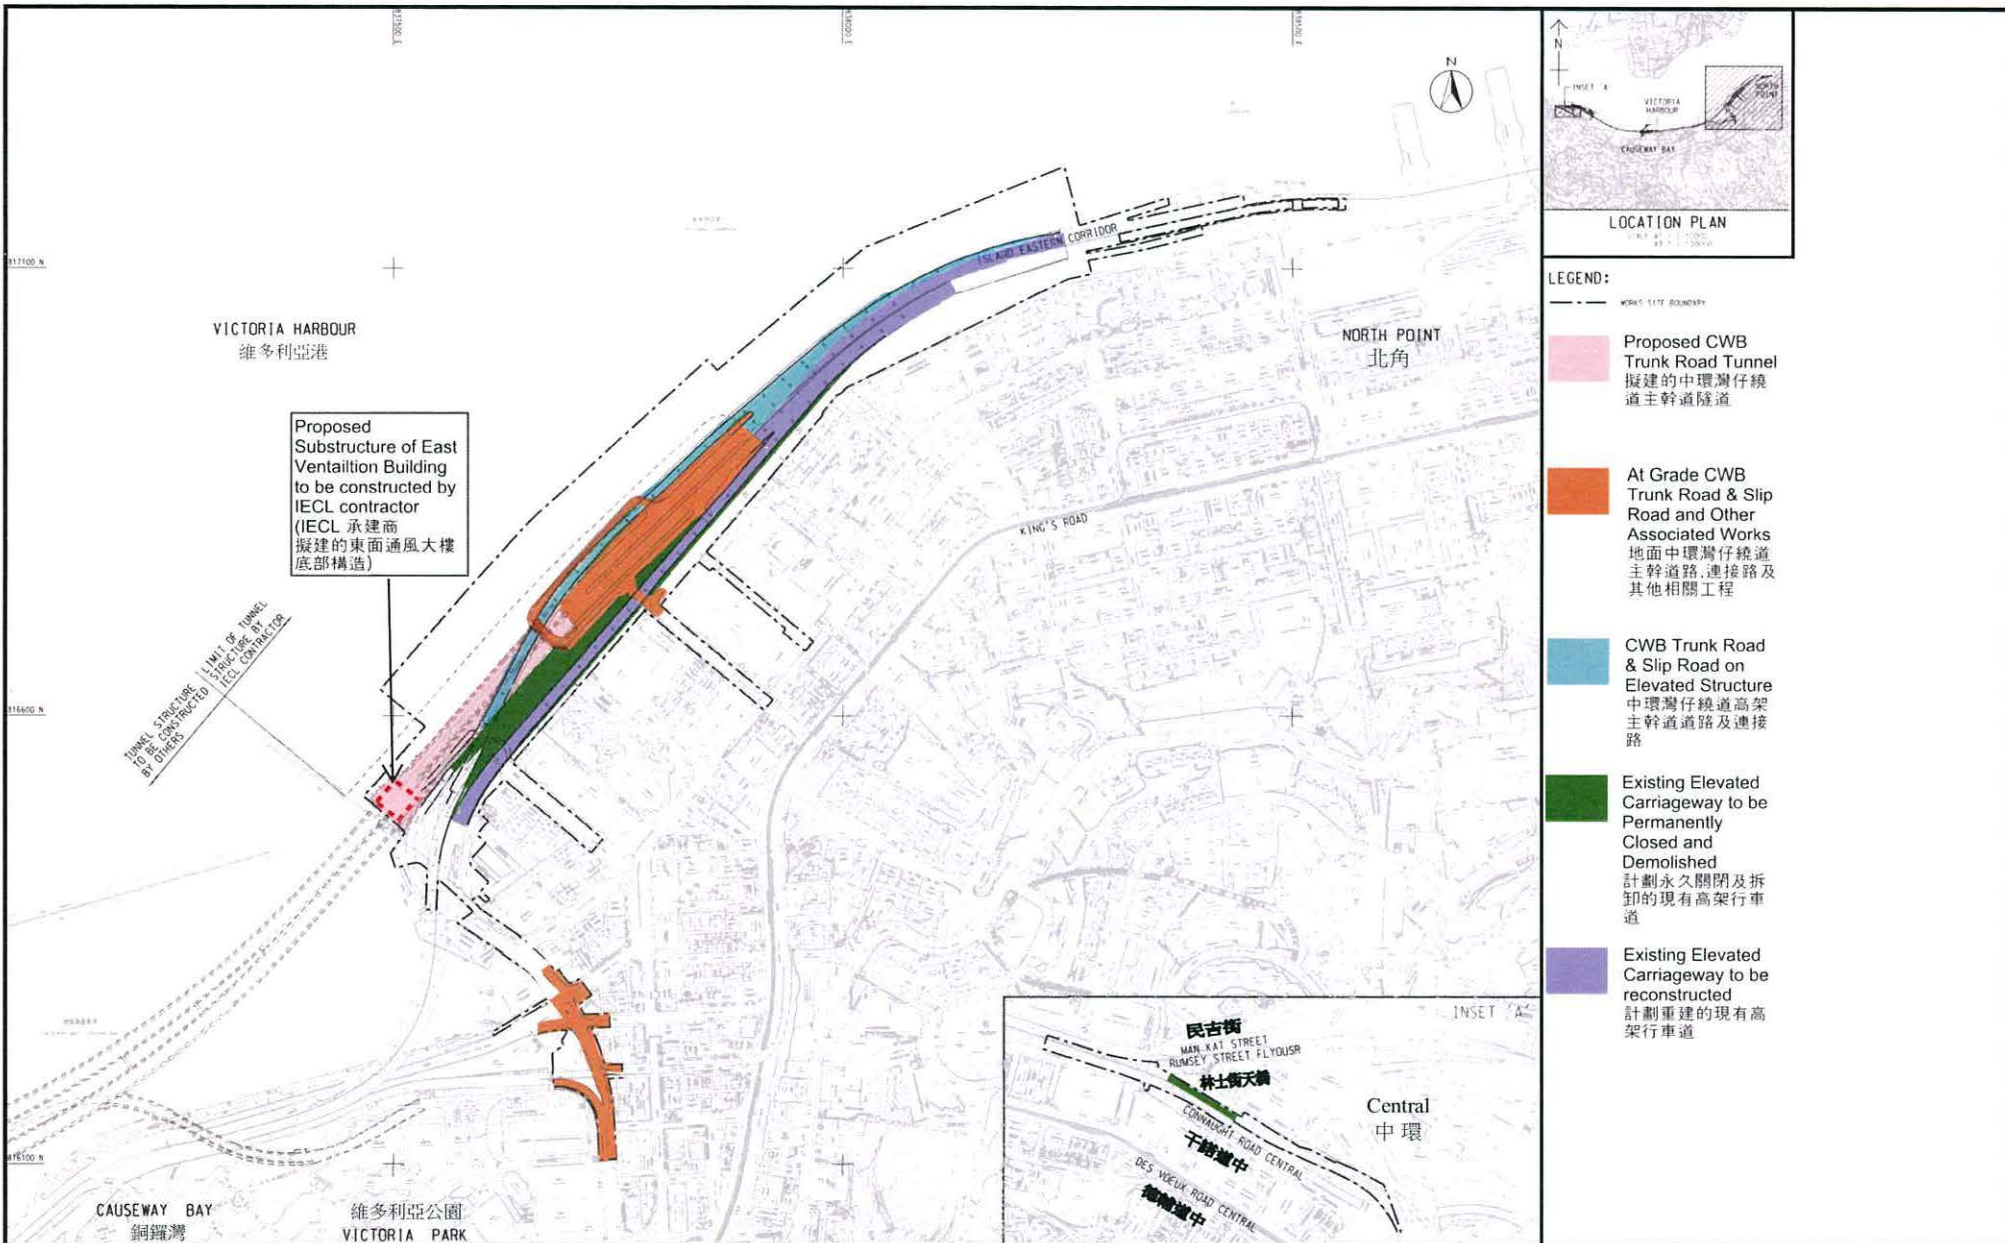 837500 E
838000 E
838500 E
N
817100 N
816600 N
816100 N
VICTORIA HARBOUR
維多利亞港
Proposed
Substructure of East
Ventailtion Building
to be constructed by
IECL contractor
(IECL 承建商
擬建的東面通風大樓
底部構造)
LIMIT OF TUNNEL
STRUCTURE BY
IECL CONTRACTOR
TUNNEL STRUCTURE
TO BE CONSTRUCTED
BY OTHERS
ISLAND EASTERN CORRIDOR
NORTH POINT
北角
KING'S ROAD
CAUSEWAY BAY
銅鑼灣
維多利亞公園
VICTORIA PARK
INSET 'A'
民吉街
MAN KAT STREET
RUMSEY STREET FLYOUSR
林士街天橋
CONNAUGHT ROAD CENTRAL
干諾道中
DES VOEUX ROAD CENTRAL
德輔道中
Central
中環
N
INSET 'A'
VICTORIA
HARBOUR
NORTH
POINT
CAUSEWAY BAY
LOCATION PLAN
LEGEND:
WORKS SITE BOUNDARY
Proposed CWB
Trunk Road Tunnel
擬建的中環灣仔繞
道主幹道隧道
At Grade CWB
Trunk Road & Slip
Road and Other
Associated Works
地面中環灣仔繞道
主幹道路,連接路及
其他相關工程
CWB Trunk Road
& Slip Road on
Elevated Structure
中環灣仔繞道高架
主幹道道路及連接
路
Existing Elevated
Carriageway to be
Permanently
Closed and
Demolished
計劃永久關閉及拆
卸的現有高架行車
道
Existing Elevated
Carriageway to be
reconstructed
計劃重建的現有高
架行車道